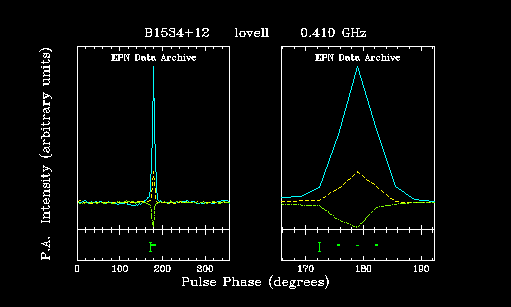 B1534+12 lovell 0.410 GHz
EPN Data Archive EPN Data Archive
P.A. Intensity (arbitrary units)
0 100 200 300 170 180 190
Pulse Phase (degrees)